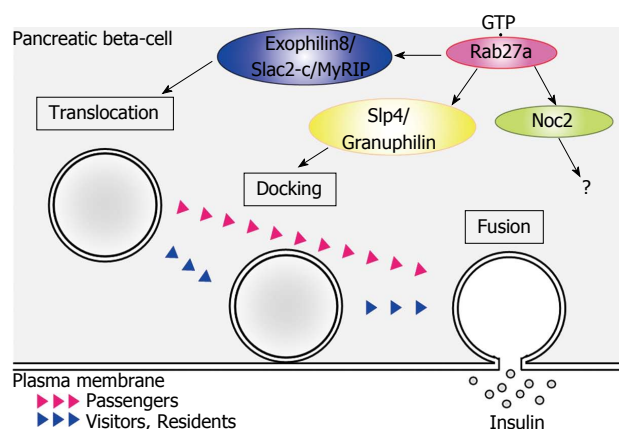 Pancreatic beta-cell
GTP
Rab27a
Exophilin8/
Slac2-c/MyRIP
Translocation
Slp4/
Granuphilin
Noc2
Docking
?
Fusion
Plasma membrane
Passengers
Visitors, Residents
Insulin